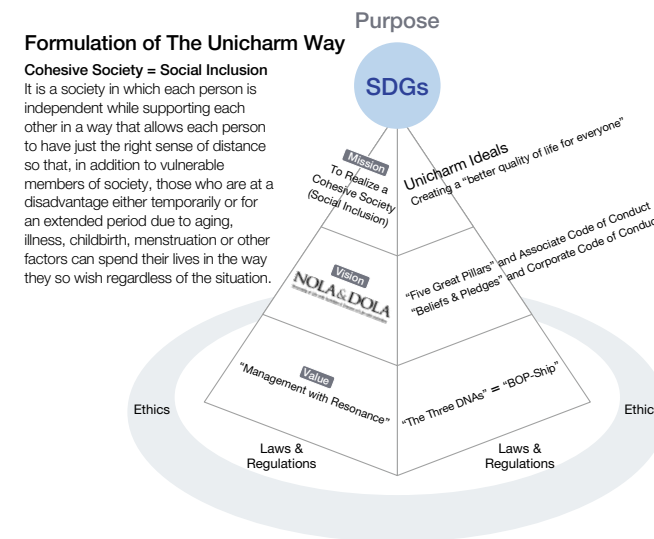 Purpose
Formulation of The Unicharm Way
Cohesive Society = Social Inclusion
It is a society in which each person is
independent while supporting each
other in a way that allows each person
to have just the right sense of distance
so that, in addition to vulnerable
members of society, those who are at a
disadvantage either temporarily or for
an extended period due to aging,
illness, childbirth, menstruation or other
factors can spend their lives in the way
they so wish regardless of the situation.
SDGs
Mission
To Realize a
Cohesive Society
(Social Inclusion)
Unicharm Ideals
Creating a “better quality of life for everyone”
Vision
NOLA&DOLA
“Five Great Pillars” and Associate Code of Conduct
“Beliefs & Pledges” and Corporate Code of Conduc
Value
“Management with Resonance”
“The Three DNAs” = “BOP-Ship”
Ethics
Ethic
Laws &
Regulations
Laws &
Regulations